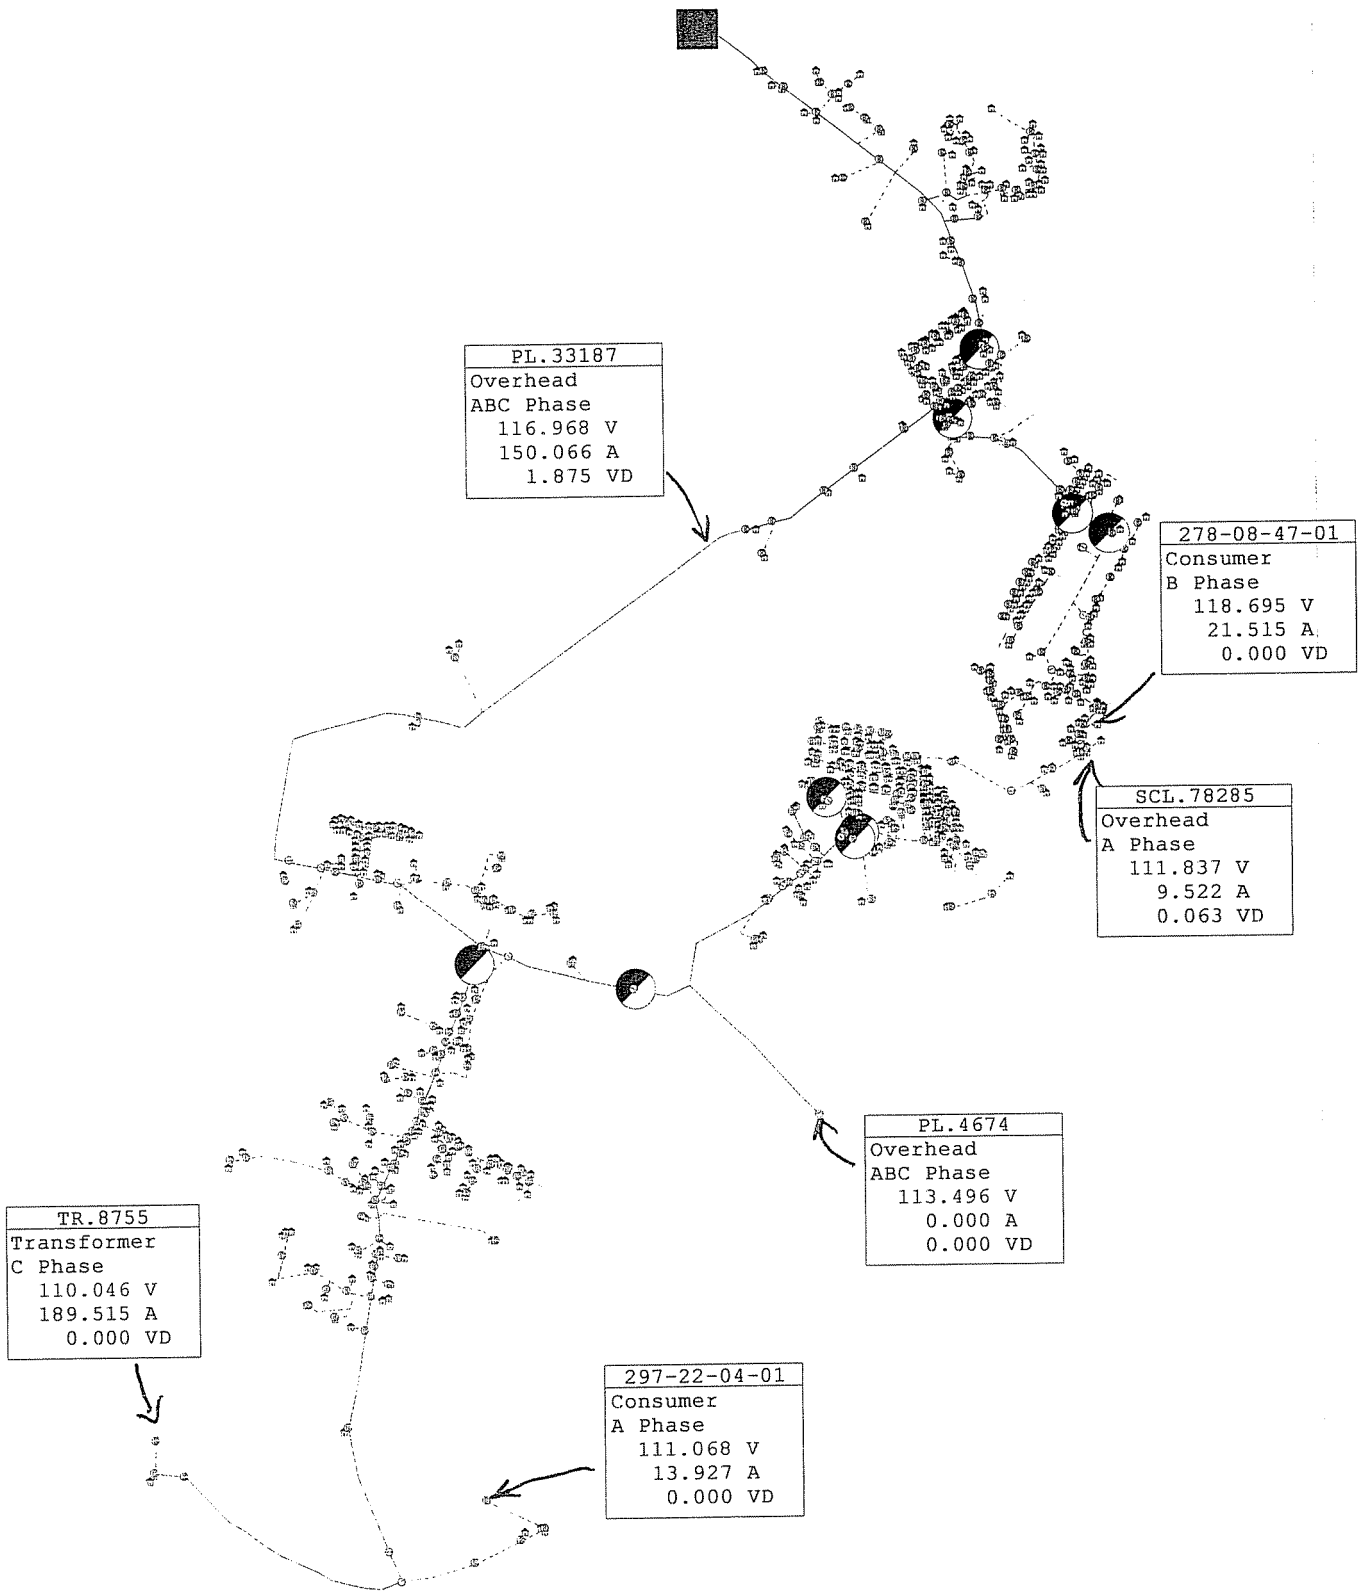 PL.33187
Overhead
ABC Phase
116.968 V
150.066 A
1.875 VD
278-08-47-01
Consumer
B Phase
118.695 V
21.515 A
0.000 VD
SCL.78285
Overhead
A Phase
111.837 V
9.522 A
0.063 VD
PL.4674
Overhead
ABC Phase
113.496 V
0.000 A
0.000 VD
TR.8755
Transformer
C Phase
110.046 V
189.515 A
0.000 VD
297-22-04-01
Consumer
A Phase
111.068 V
13.927 A
0.000 VD